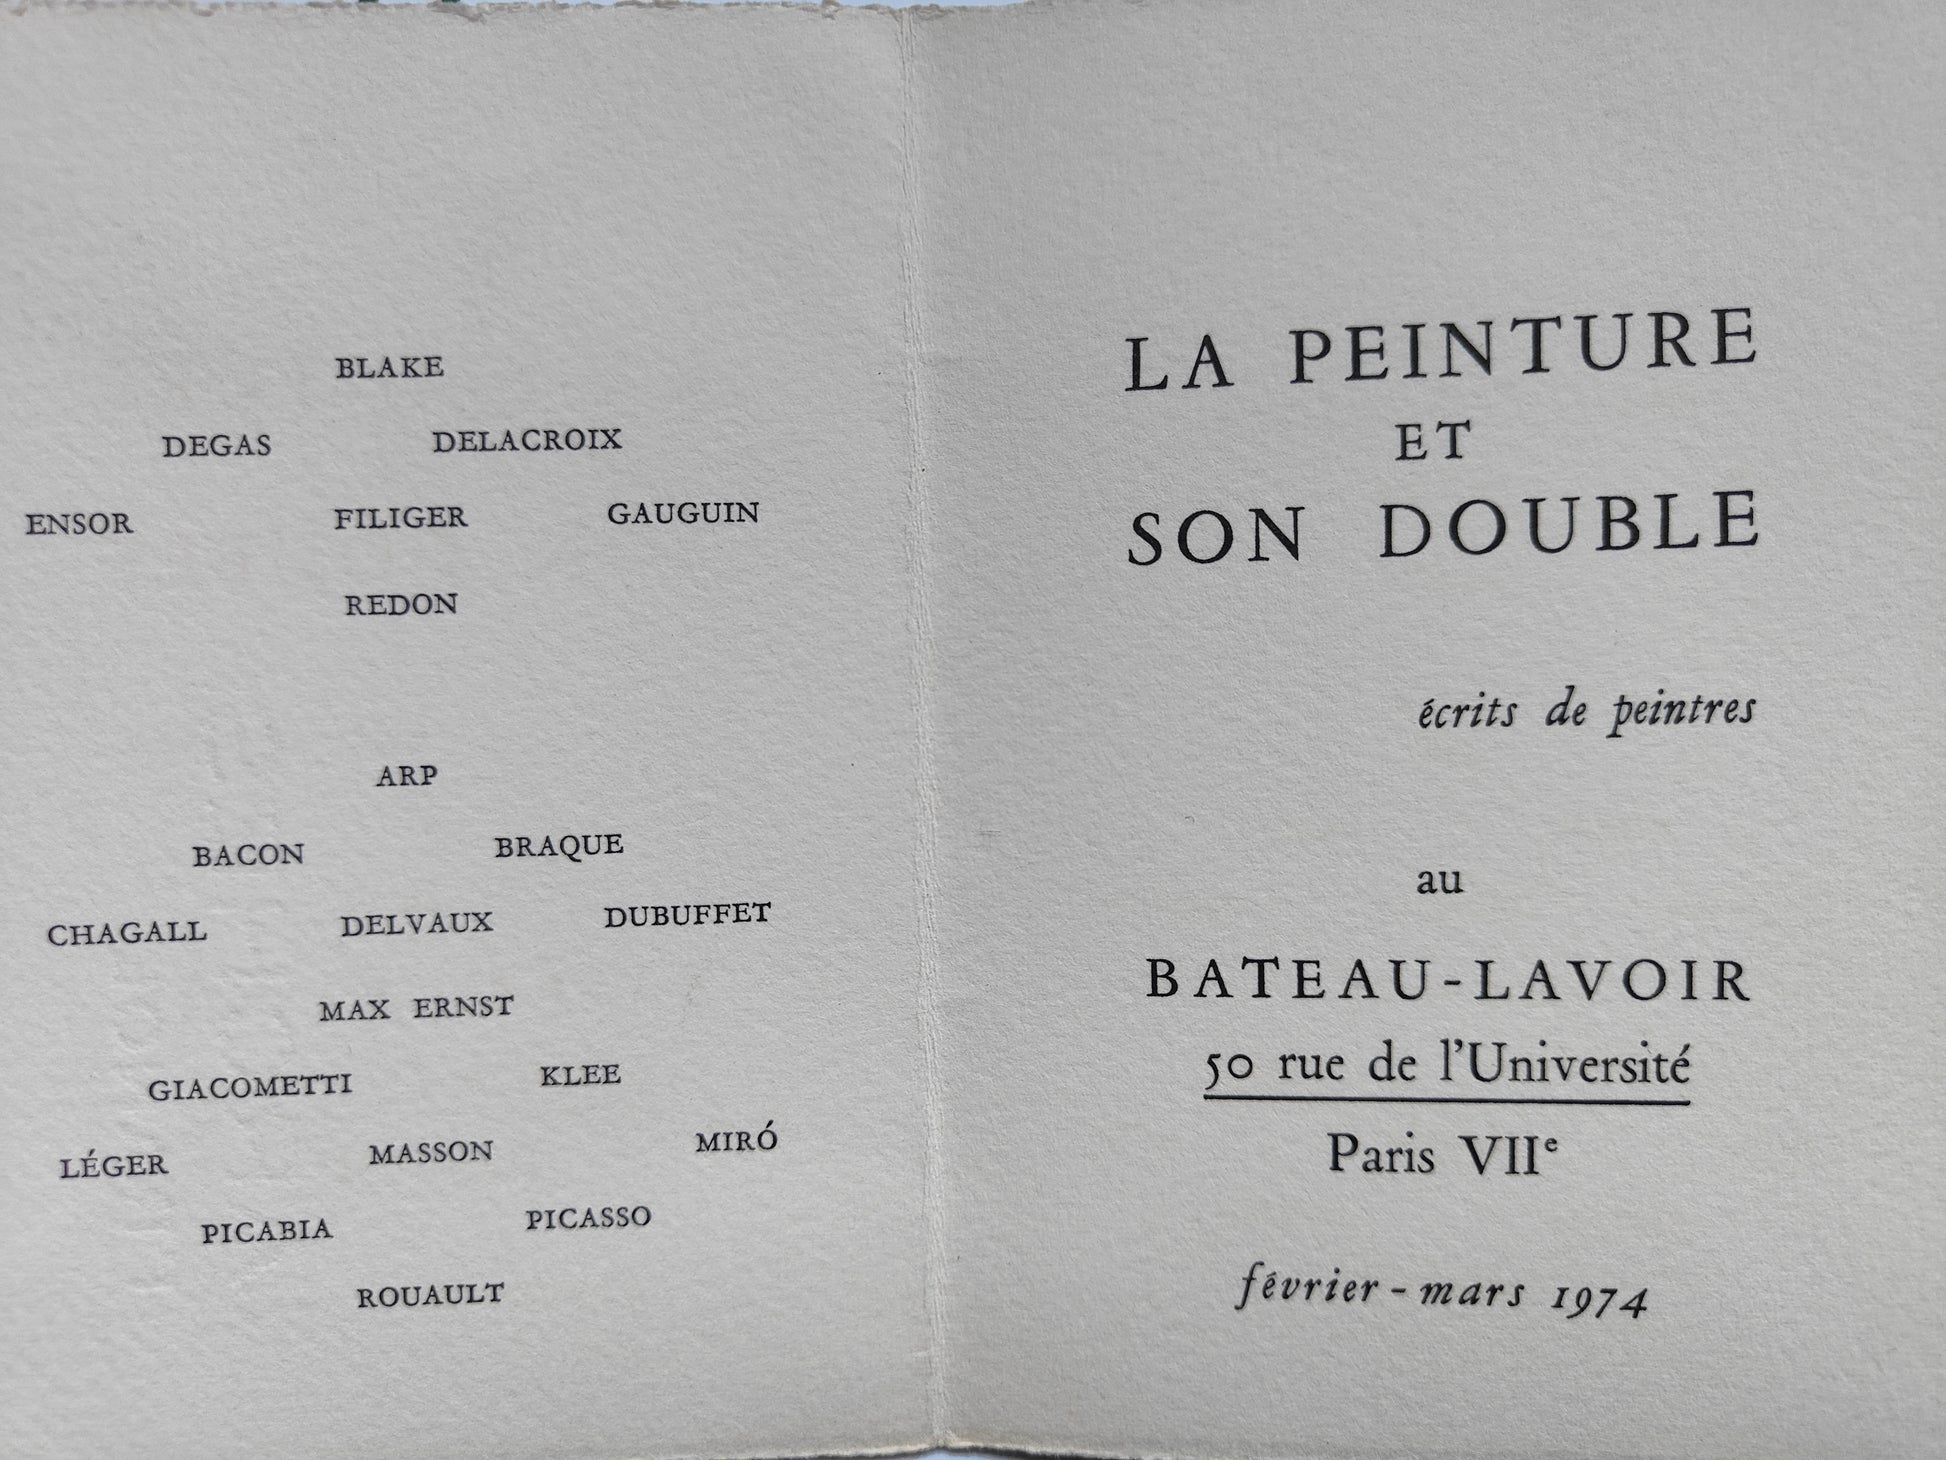 BLAKE
DEGAS DELACROIX
ENSOR FILIGER GAUGUIN
REDON
ARP
BACON BRAQUE
CHAGALL DELVAUX DUBUFFET
MAX ERNST
GIACOMETTI KLEE
LÉGER MASSON MIRÓ
PICABIA PICASSO
ROUAULT
LA PEINTURE
ET
SON DOUBLE
écrits de peintres
au
BATEAU-LAVOIR
50 rue de l'Université
Paris VIIe
février - mars 1974